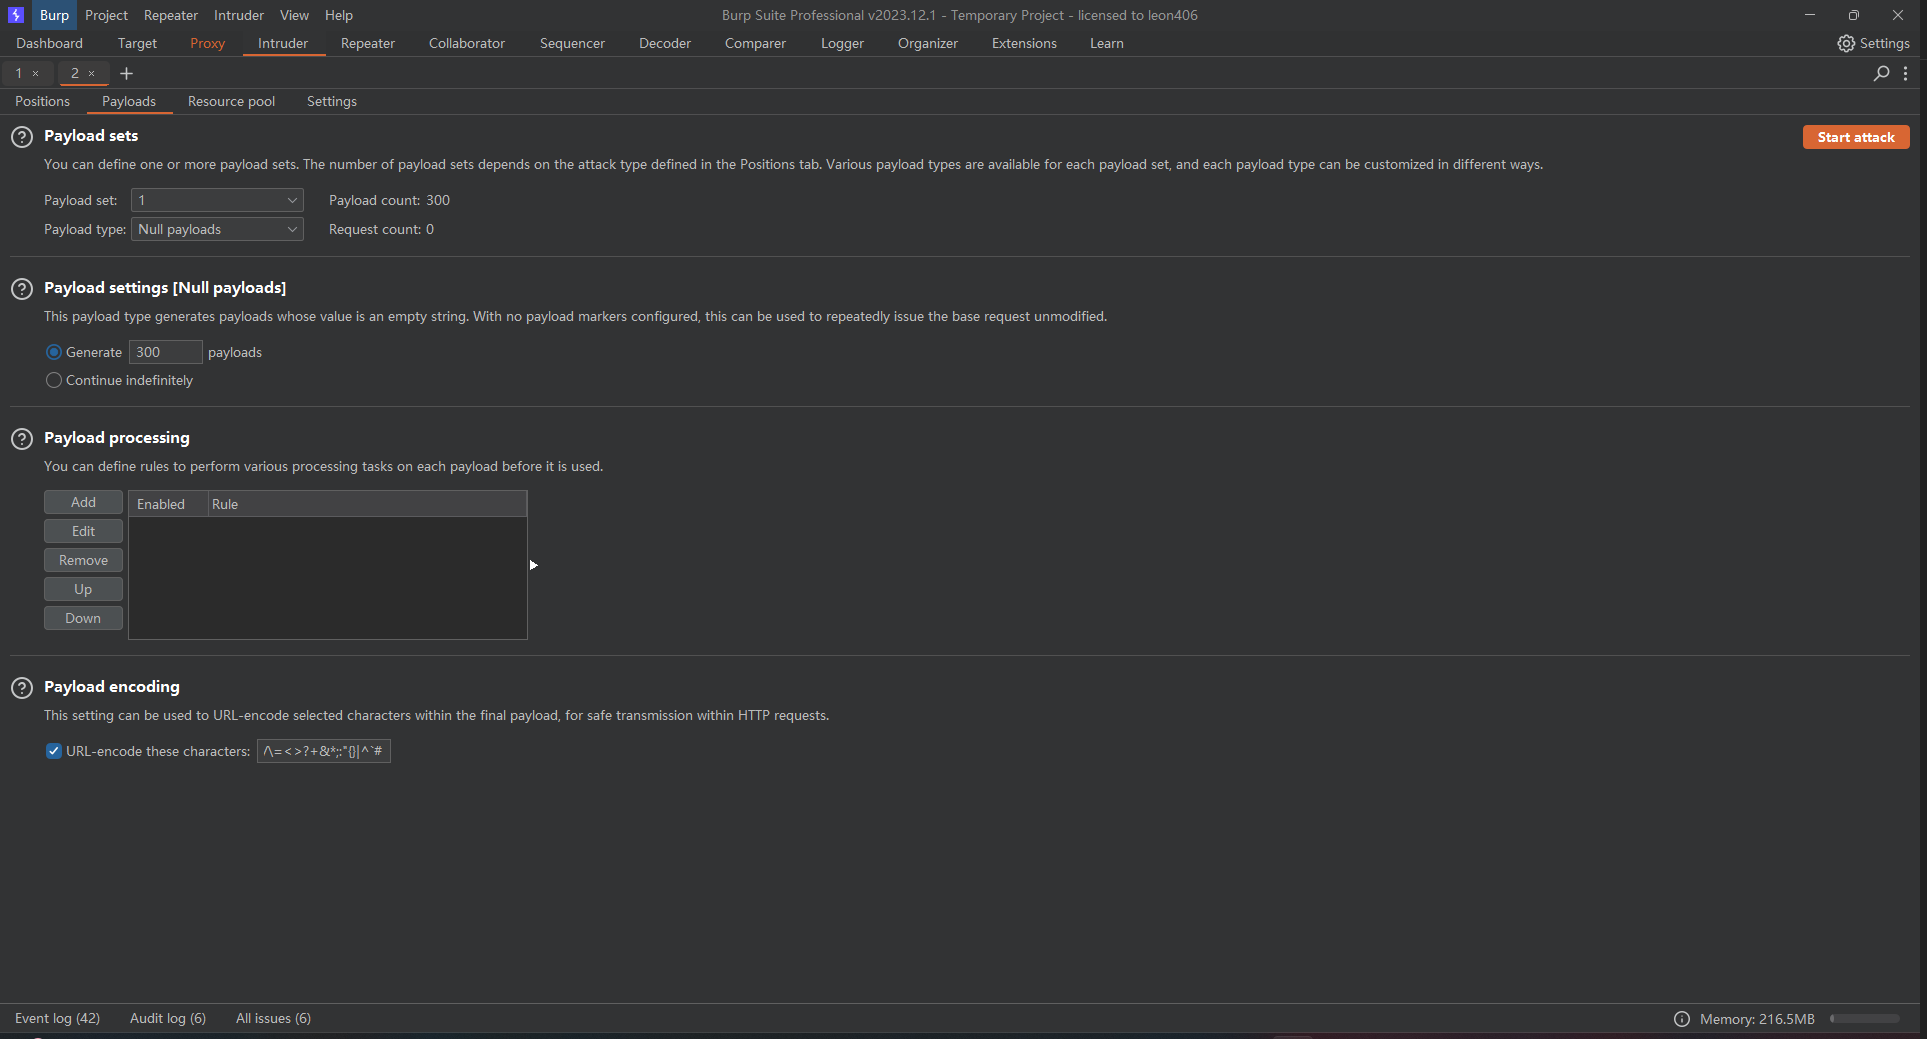 Burp Project Repeater Intruder View Help Burp Suite Professional v2023.12.1 - Temporary Project - licensed to leon406
Dashboard Target Proxy Intruder Repeater Collaborator Sequencer Decoder Comparer Logger Organizer Extensions Learn Settings
1 × 2 × +
Positions Payloads Resource pool Settings
? Payload sets Start attack
You can define one or more payload sets. The number of payload sets depends on the attack type defined in the Positions tab. Various payload types are available for each payload set, and each payload type can be customized in different ways.
Payload set: 1 Payload count: 300
Payload type: Null payloads Request count: 0
? Payload settings [Null payloads]
This payload type generates payloads whose value is an empty string. With no payload markers configured, this can be used to repeatedly issue the base request unmodified.
Generate 300 payloads
Continue indefinitely
? Payload processing
You can define rules to perform various processing tasks on each payload before it is used.
Add Enabled Rule
Edit
Remove
Up
Down
? Payload encoding
This setting can be used to URL-encode selected characters within the final payload, for safe transmission within HTTP requests.
URL-encode these characters: /\=<>?+&*;:"{}|^`#
Event log (42) Audit log (6) All issues (6) Memory: 216.5MB